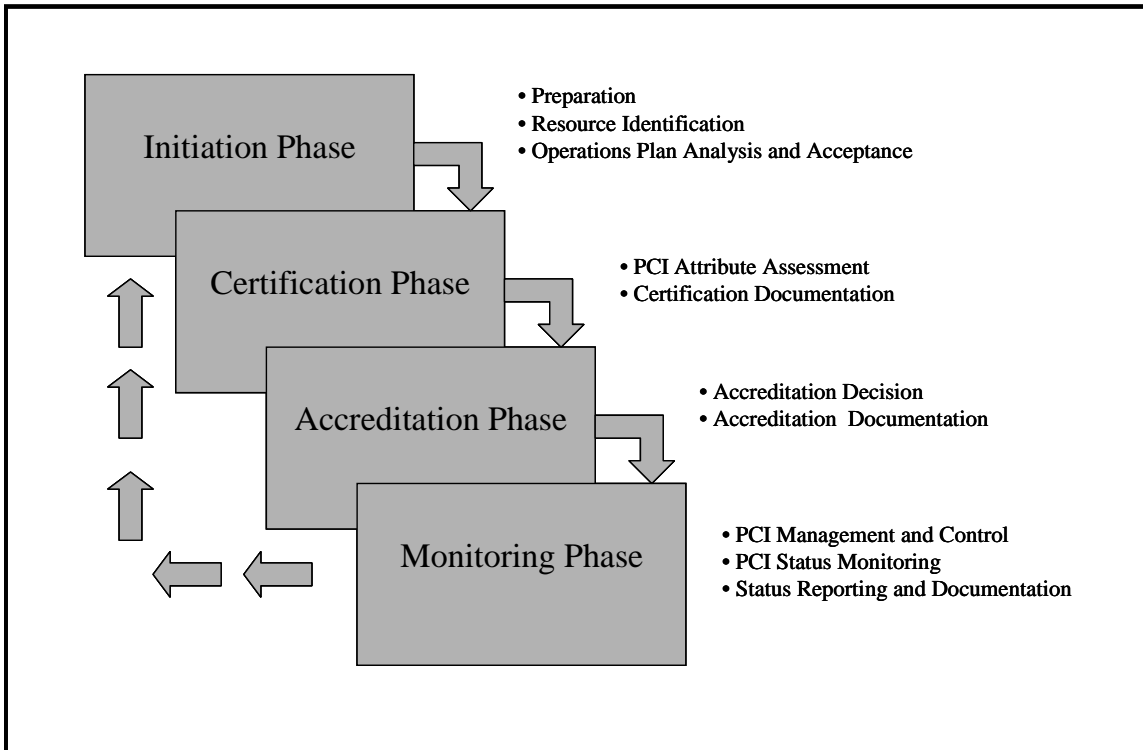 Initiation Phase
• Preparation
• Resource Identification
• Operations Plan Analysis and Acceptance
Certification Phase
• PCI Attribute Assessment
• Certification Documentation
Accreditation Phase
• Accreditation Decision
• Accreditation Documentation
Monitoring Phase
• PCI Management and Control
• PCI Status Monitoring
• Status Reporting and Documentation